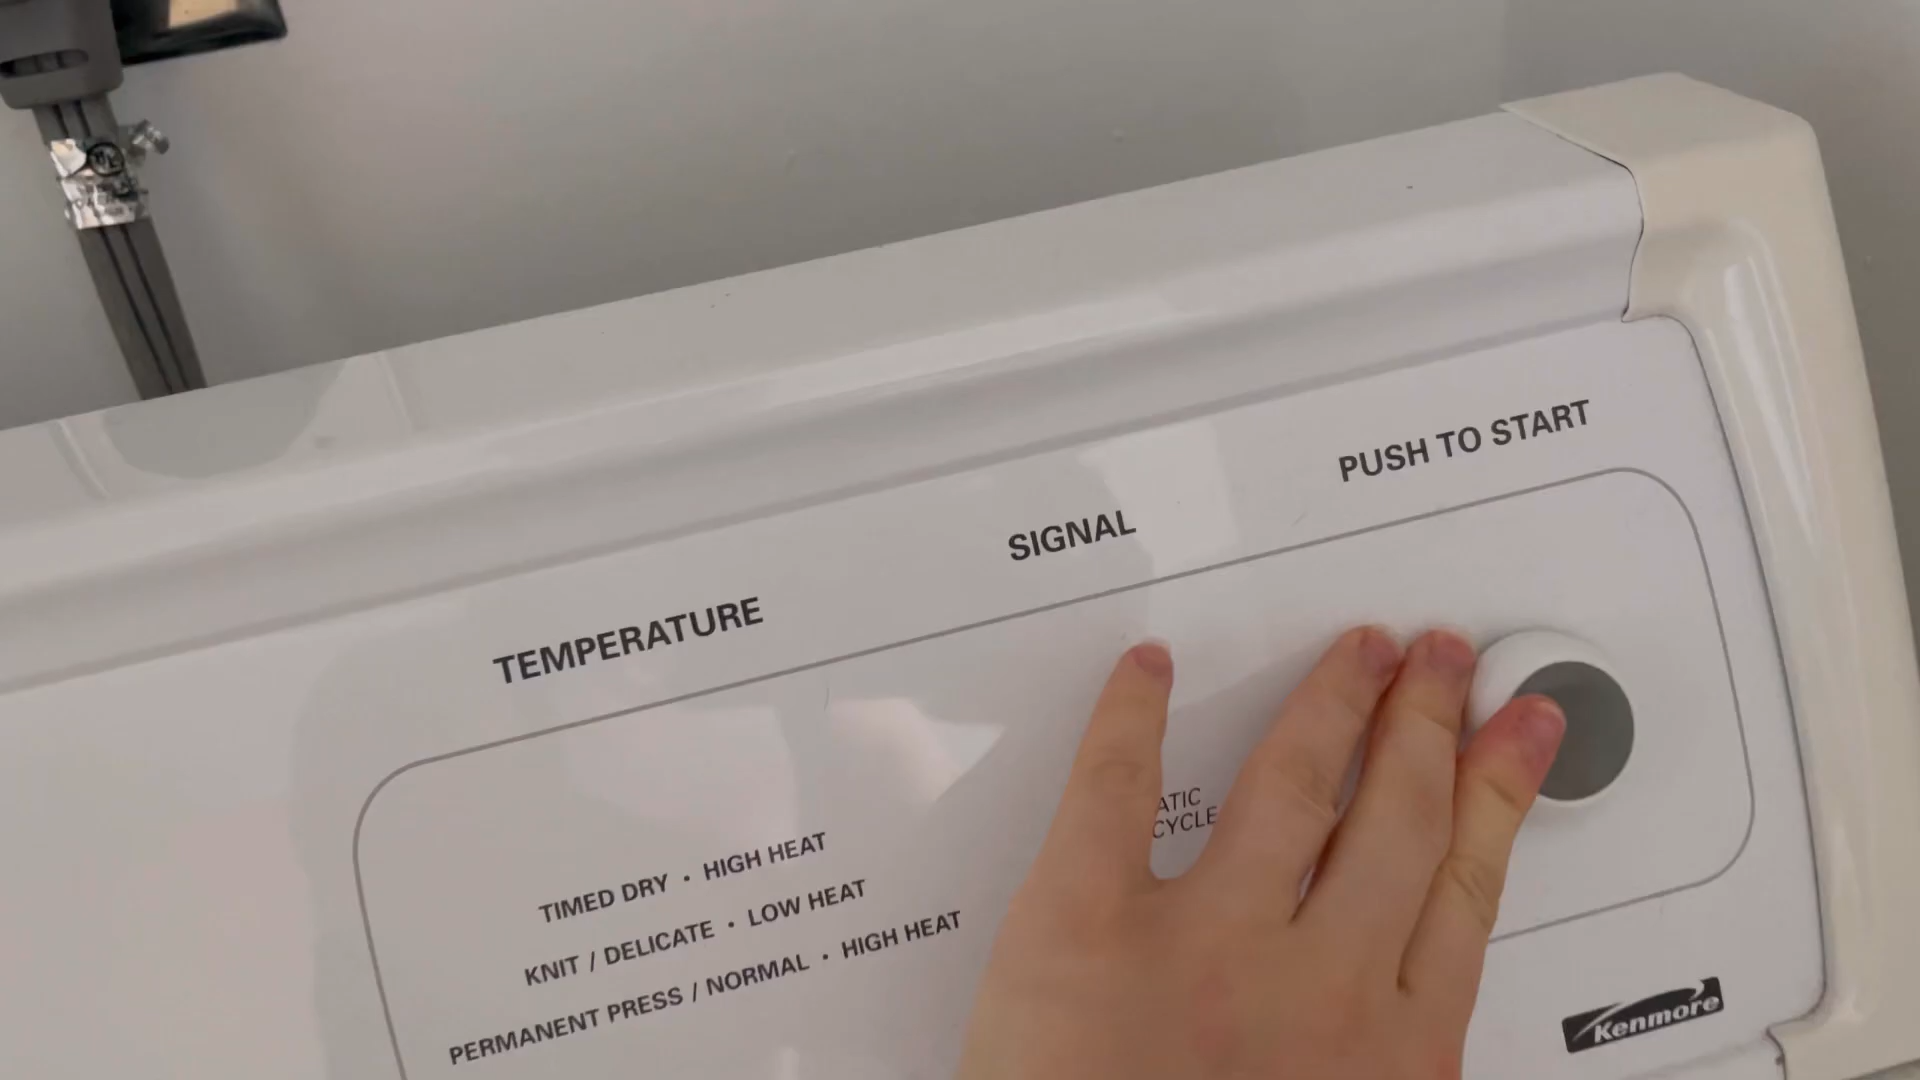 PUSH TO START
SIGNAL
TEMPERATURE
ATIC
CYCLE
TIMED DRY • HIGH HEAT
KNIT / DELICATE • LOW HEAT
PERMANENT PRESS / NORMAL • HIGH HEAT
Kenmore